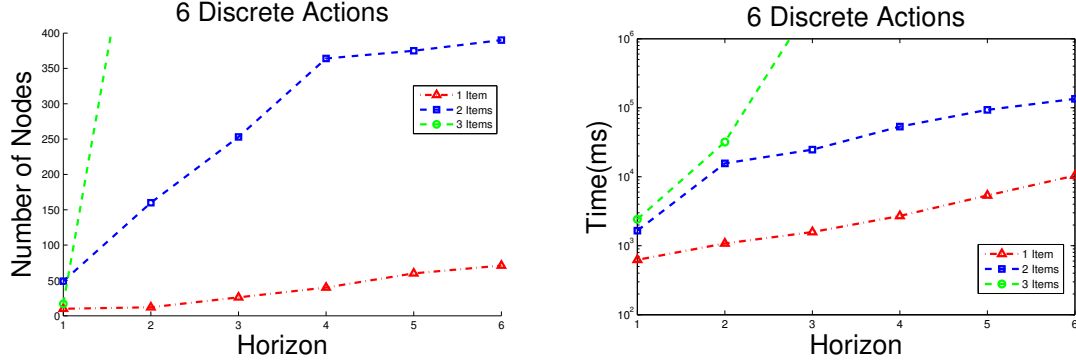 6 Discrete Actions
Number of Nodes
400
350
300
250
200
150
100
50
0
1 Item
2 Items
3 Items
1 2 3 4 5 6
Horizon
6 Discrete Actions
Time(ms)
10^6
10^5
10^4
10^3
10^2
1 Item
2 Items
3 Items
1 2 3 4 5 6
Horizon